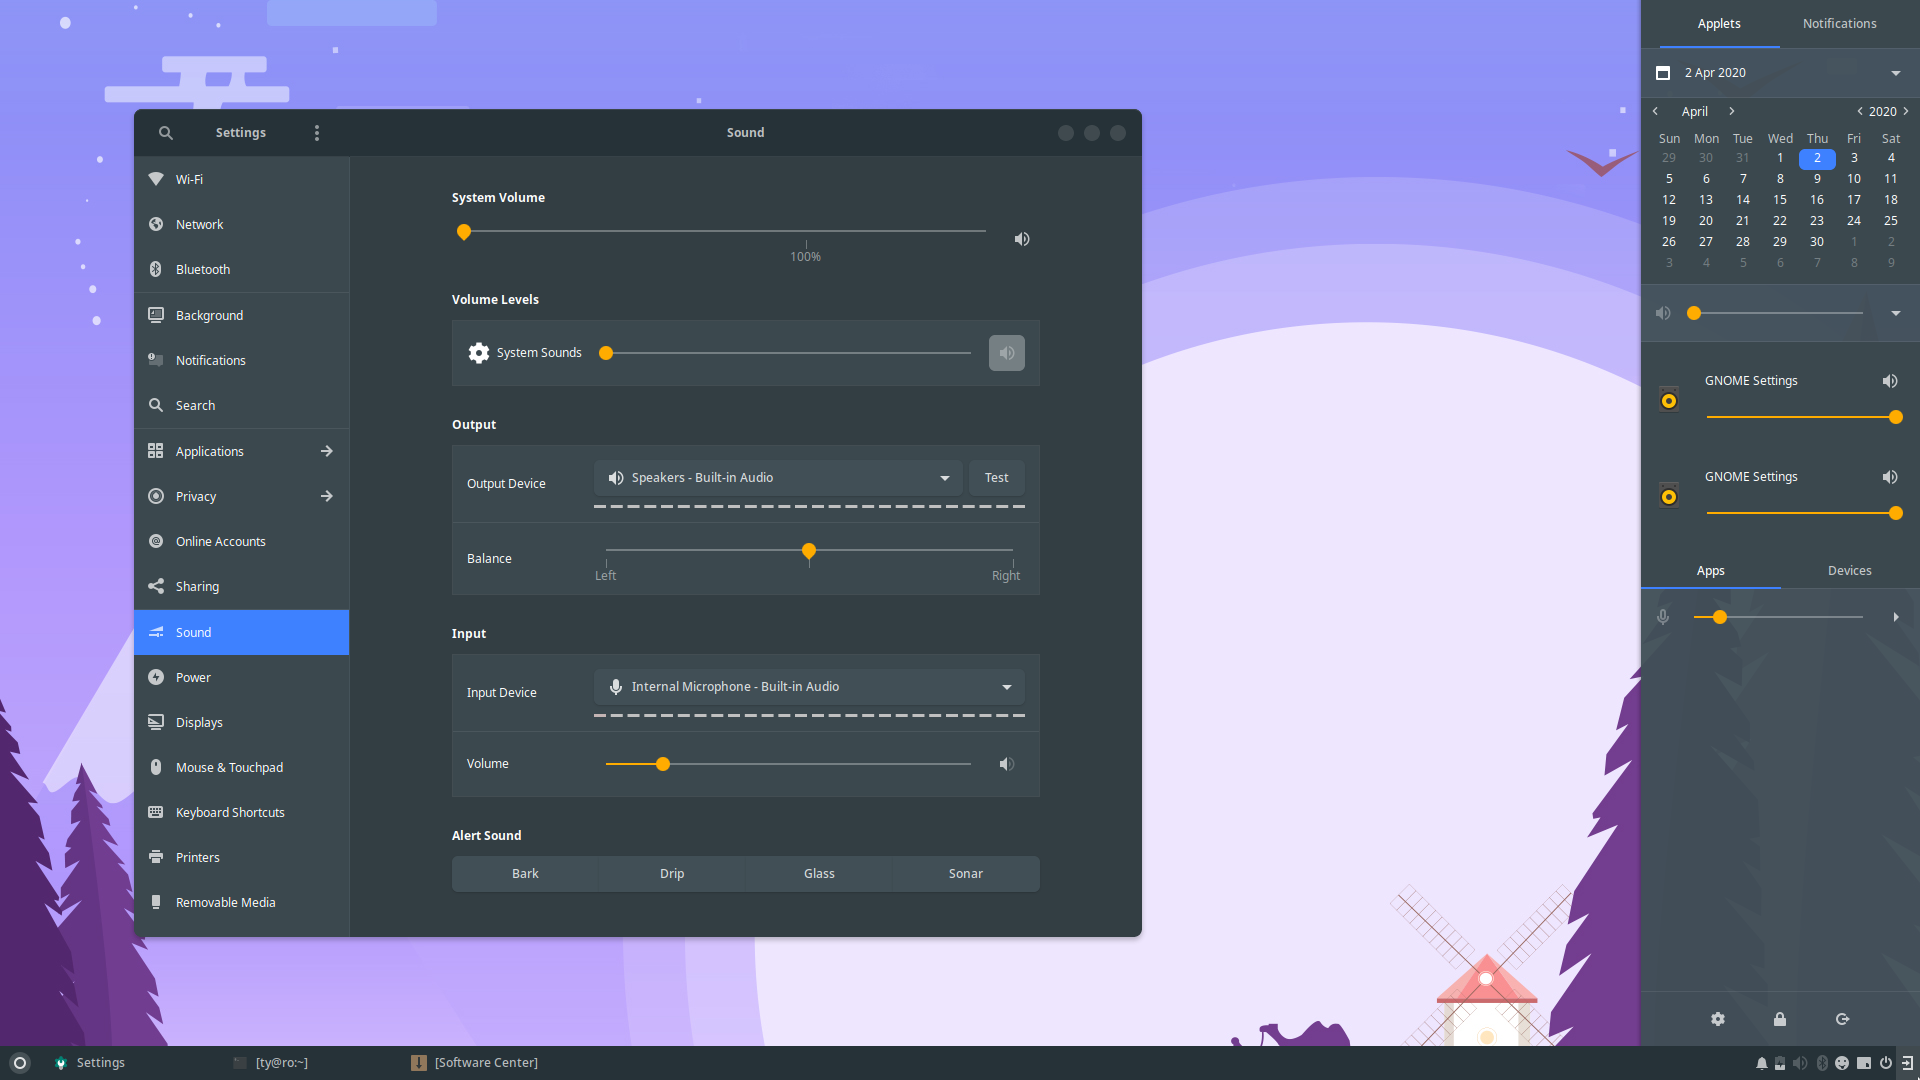 Settings
Sound
Wi-Fi
Network
Bluetooth
Background
Notifications
Search
Applications
Privacy
Online Accounts
Sharing
Sound
Power
Displays
Mouse & Touchpad
Keyboard Shortcuts
Printers
Removable Media
System Volume
100%
Volume Levels
System Sounds
Output
Output Device
Speakers - Built-in Audio
Test
Balance
Left
Right
Input
Input Device
Internal Microphone - Built-in Audio
Volume
Alert Sound
Bark Drip Glass Sonar
Applets Notifications
2 Apr 2020
April 2020
Sun Mon Tue Wed Thu Fri Sat
29 30 31 1 2 3 4
5 6 7 8 9 10 11
12 13 14 15 16 17 18
19 20 21 22 23 24 25
26 27 28 29 30 1 2
3 4 5 6 7 8 9
GNOME Settings
GNOME Settings
Apps Devices
Settings
[ty@ro:~]
[Software Center]